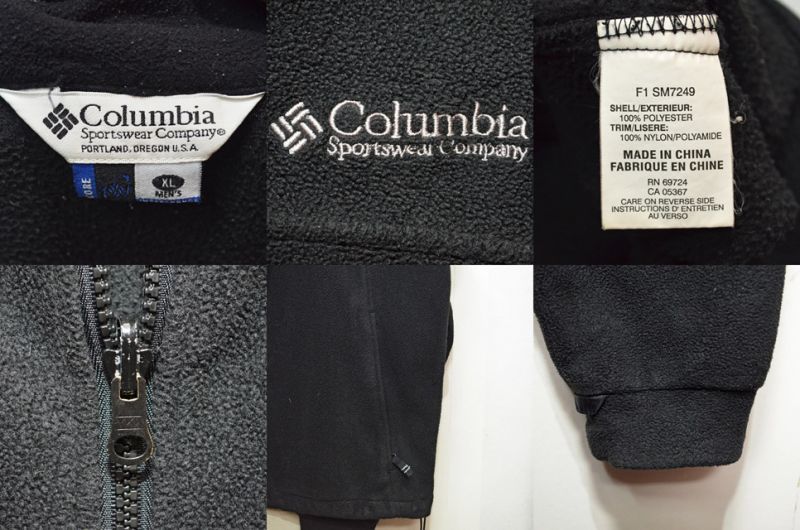 Columbia
Sportswear Company®
PORTLAND, OREGON U.S.A.
XL
MEN'S
Columbia
Sportswear Company
F1 SM7249
SHELL/EXTERIEUR:
100% POLYESTER
TRIM/LISERE:
100% NYLON/POLYAMIDE
MADE IN CHINA
FABRIQUE EN CHINE
RN 69724
CA 05367
CARE ON REVERSE SIDE
INSTRUCTIONS D' ENTRETIEN
AU VERSO